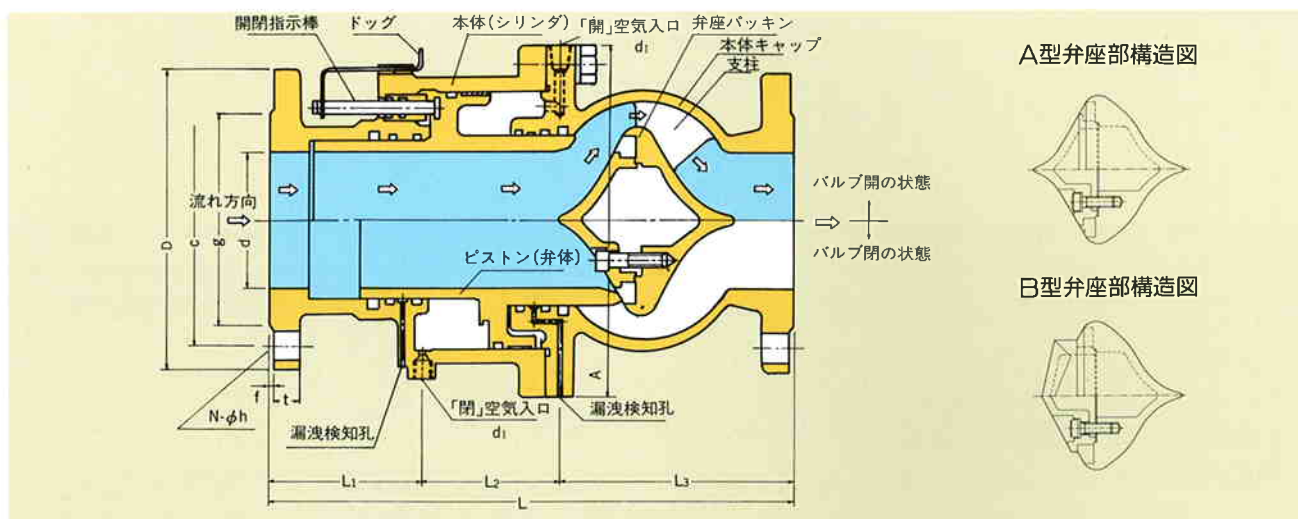 開閉指示棒
ドッグ
本体(シリンダ)
「開」空気入口
d1
弁座パッキン
本体キャップ
支柱
A型弁座部構造図
流れ方向
D
c
g
d
バルブ開の状態
バルブ閉の状態
ピストン(弁体)
B型弁座部構造図
A
f
t
N-φh
漏洩検知孔
「閉」空気入口
d1
漏洩検知孔
L1
L2
L3
L